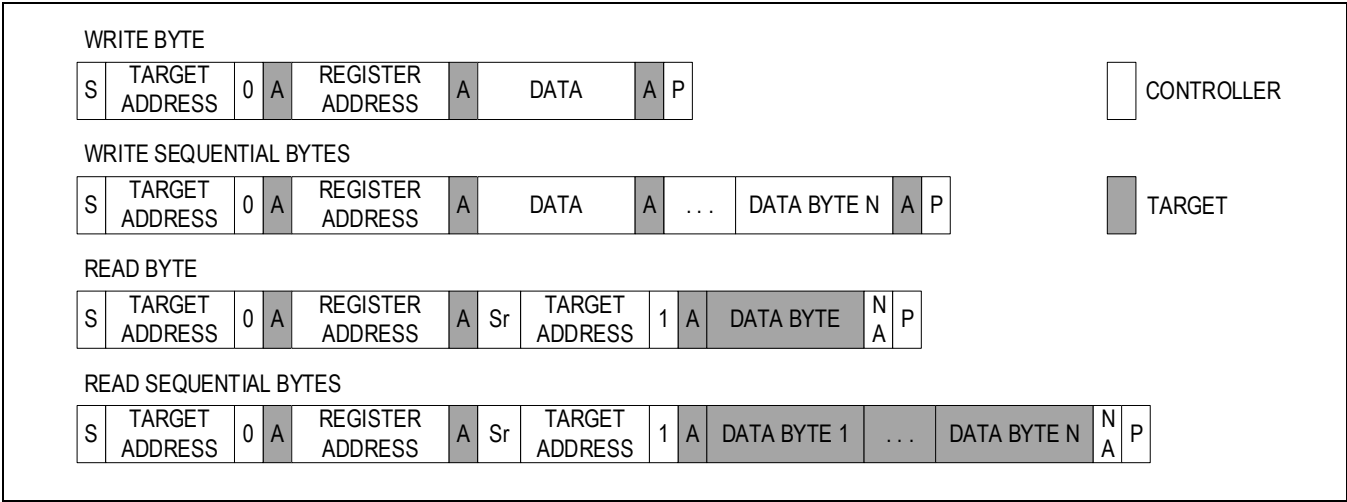 WRITE BYTE
S TARGET ADDRESS 0 A REGISTER ADDRESS A DATA A P
CONTROLLER
WRITE SEQUENTIAL BYTES
S TARGET ADDRESS 0 A REGISTER ADDRESS A DATA A . . . DATA BYTE N A P
TARGET
READ BYTE
S TARGET ADDRESS 0 A REGISTER ADDRESS A Sr TARGET ADDRESS 1 A DATA BYTE NA P
READ SEQUENTIAL BYTES
S TARGET ADDRESS 0 A REGISTER ADDRESS A Sr TARGET ADDRESS 1 A DATA BYTE 1 . . . DATA BYTE N NA P